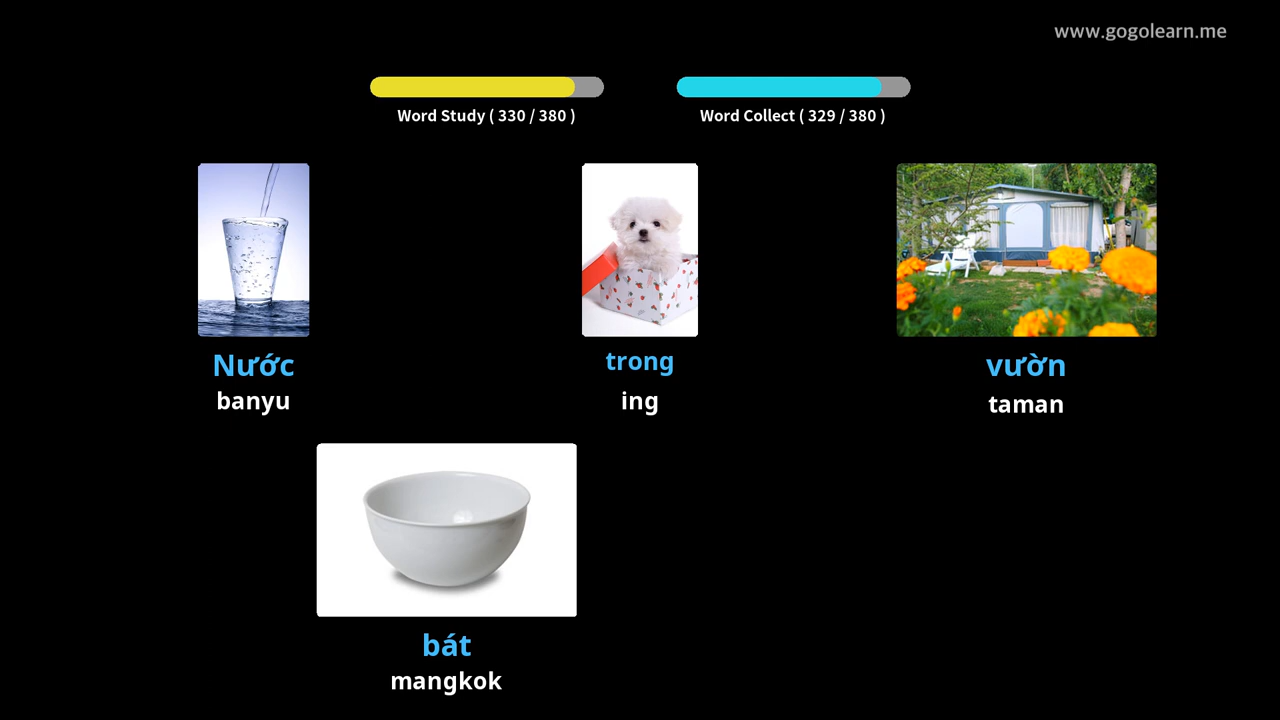 www.gogolearn.me
Word Study ( 330 / 380 )
Word Collect ( 329 / 380 )
Nước
banyu
trong
ing
vườn
taman
bát
mangkok